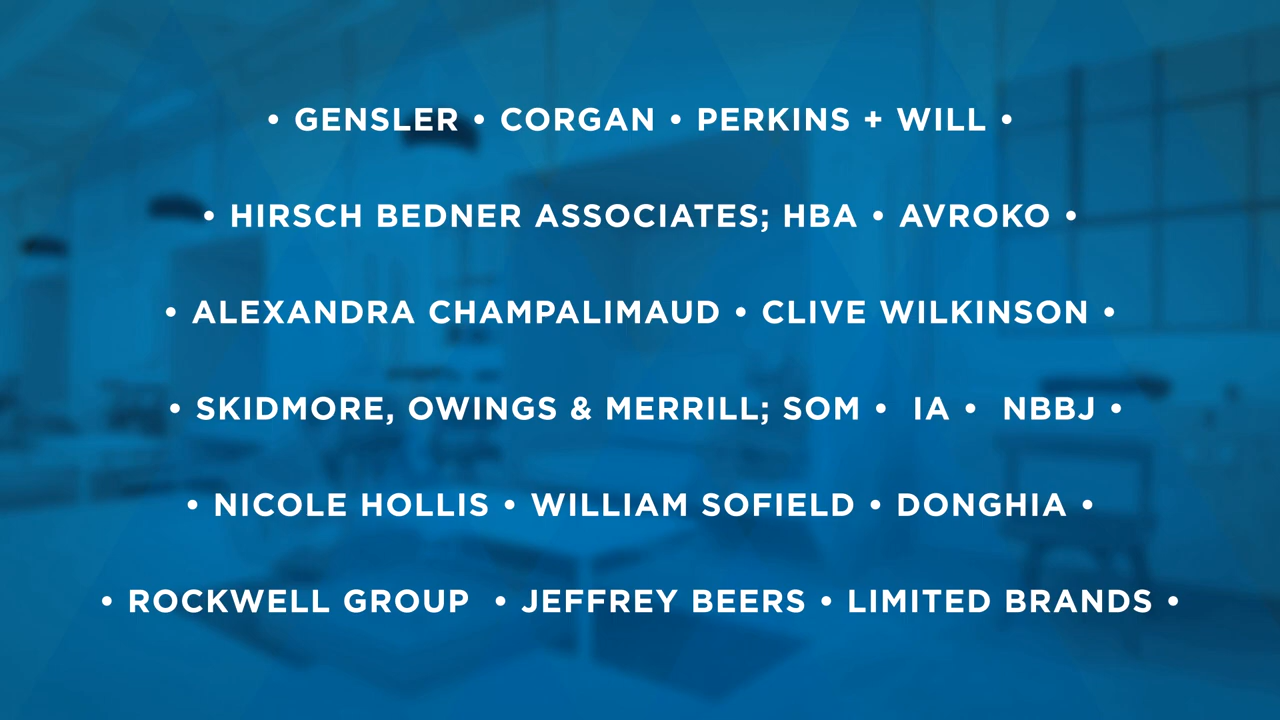 • GENSLER • CORGAN • PERKINS + WILL •
• HIRSCH BEDNER ASSOCIATES; HBA • AVROKO •
• ALEXANDRA CHAMPALIMAUD • CLIVE WILKINSON •
• SKIDMORE, OWINGS & MERRILL; SOM • IA • NBBJ •
• NICOLE HOLLIS • WILLIAM SOFIELD • DONGHIA •
• ROCKWELL GROUP • JEFFREY BEERS • LIMITED BRANDS •